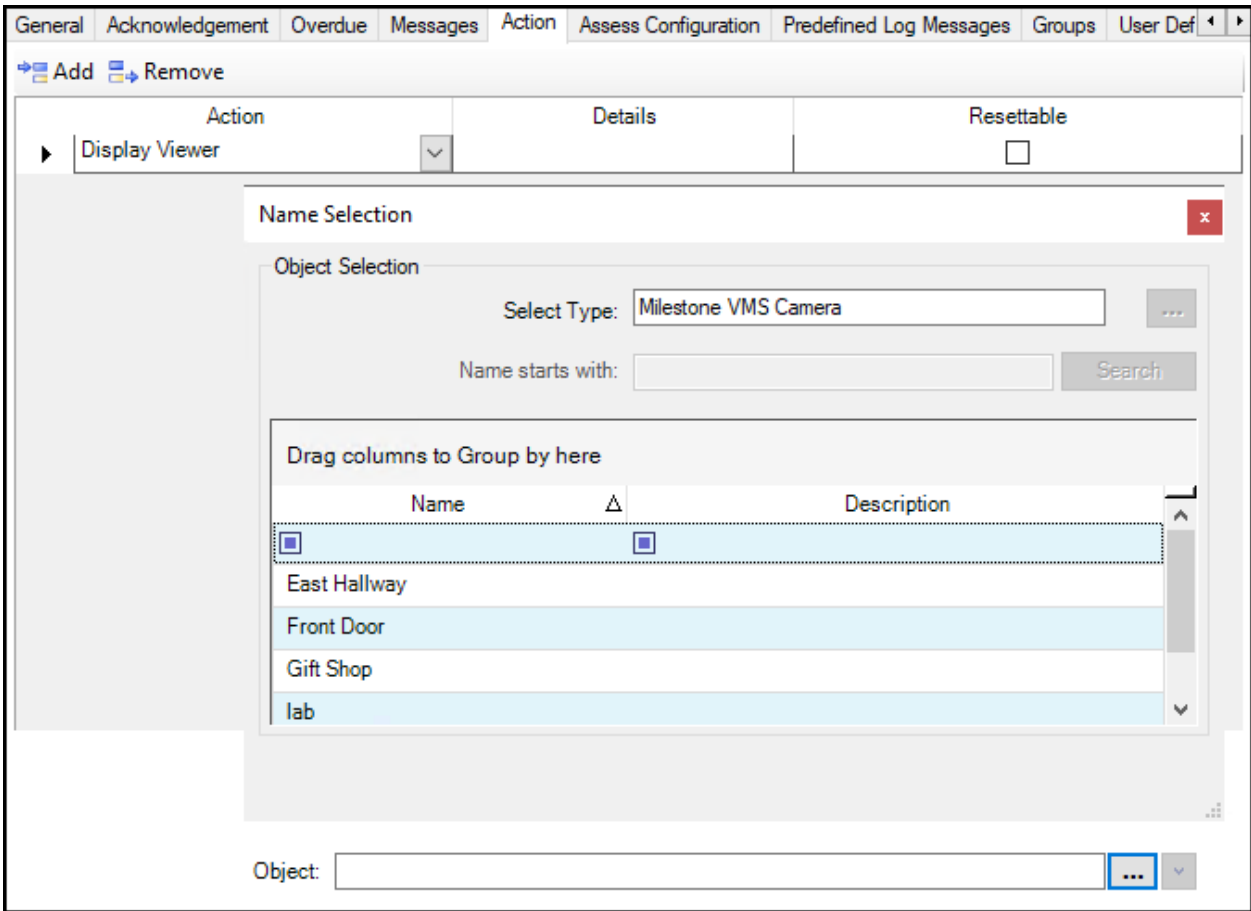 General Acknowledgement Overdue Messages Action Assess Configuration Predefined Log Messages Groups User Def
Add Remove
Action Details Resettable
Display Viewer
Name Selection
x
Object Selection
Select Type: Milestone VMS Camera ...
Name starts with: Search
Drag columns to Group by here
Name Description
East Hallway
Front Door
Gift Shop
lab
Object: ...